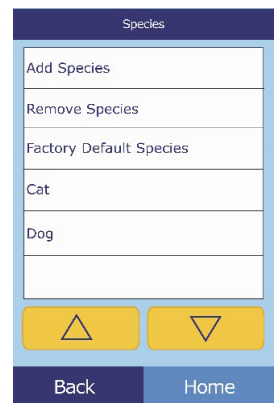 Species
Add Species
Remove Species
Factory Default Species
Cat
Dog
Back Home